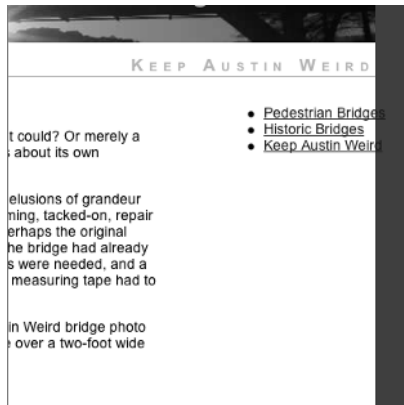 KEEP AUSTIN WEIRD
Pedestrian Bridges
Historic Bridges
Keep Austin Weird
t could? Or merely a
about its own
elusions of grandeur
ming, tacked-on, repair
erhaps the original
he bridge had already
s were needed, and a
measuring tape had to
in Weird bridge photo
over a two-foot wide